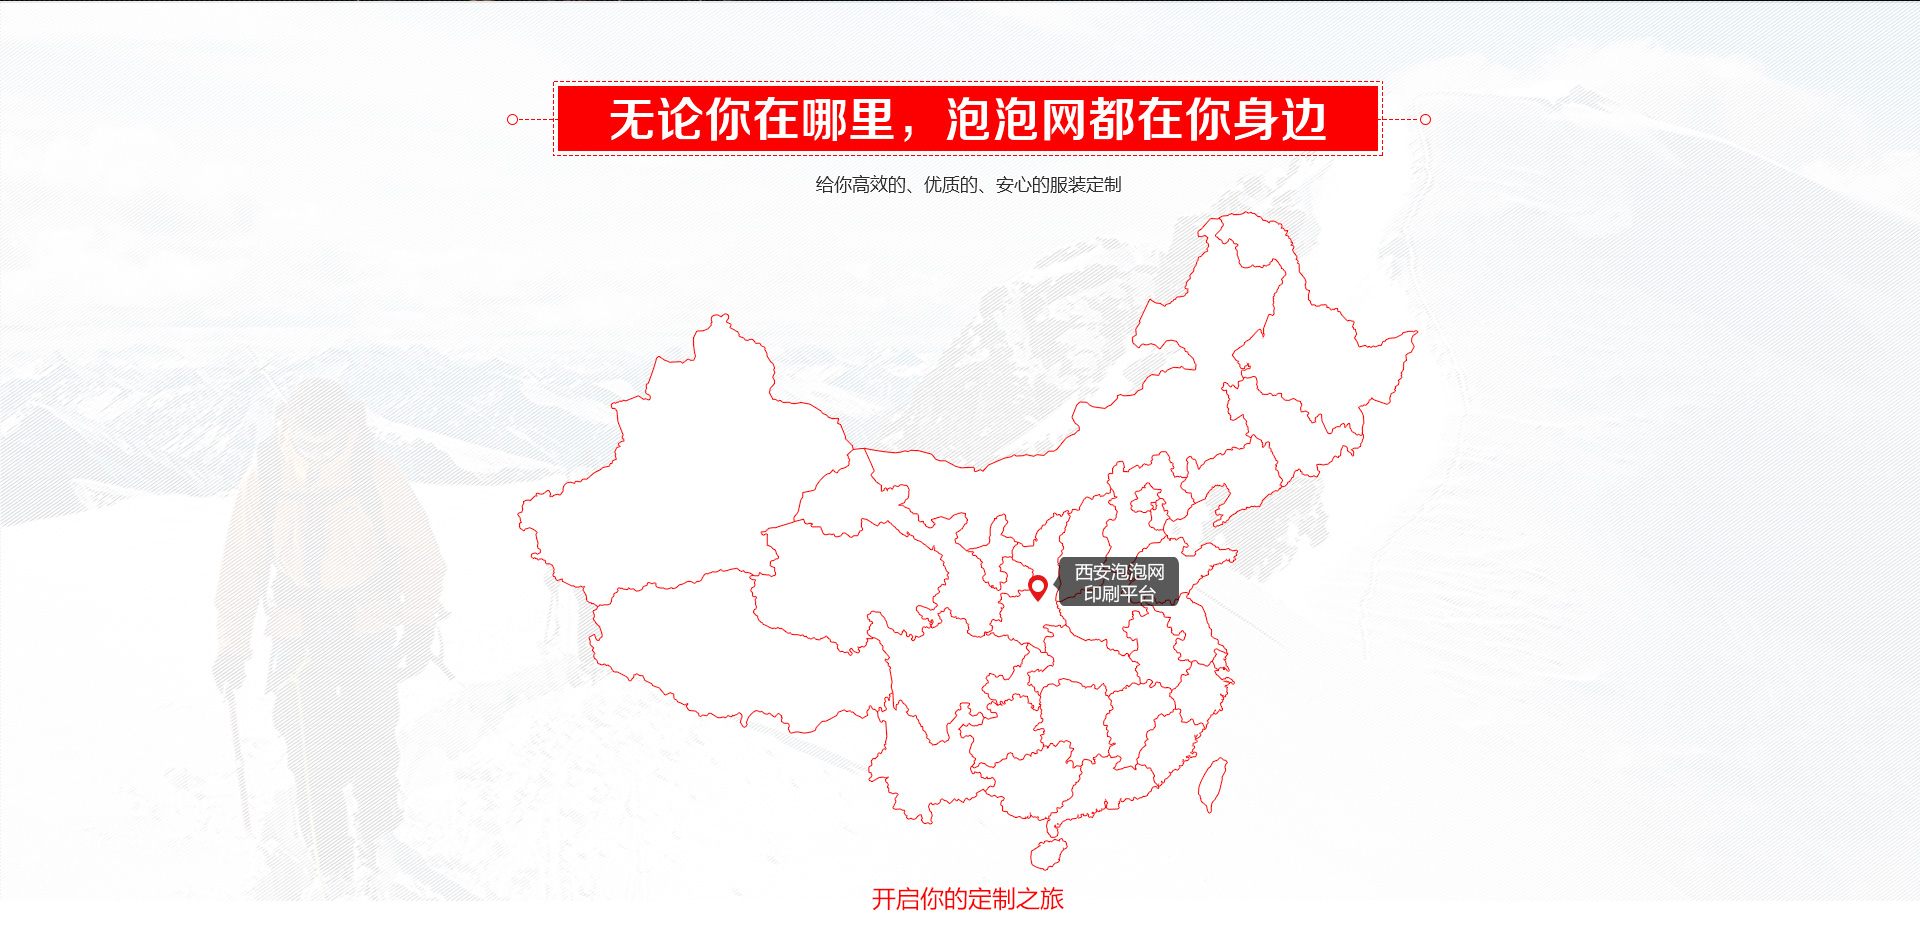 无论你在哪里，泡泡网都在你身边
给你高效的、优质的、安心的服装定制
西安泡泡网
印刷平台
开启你的定制之旅